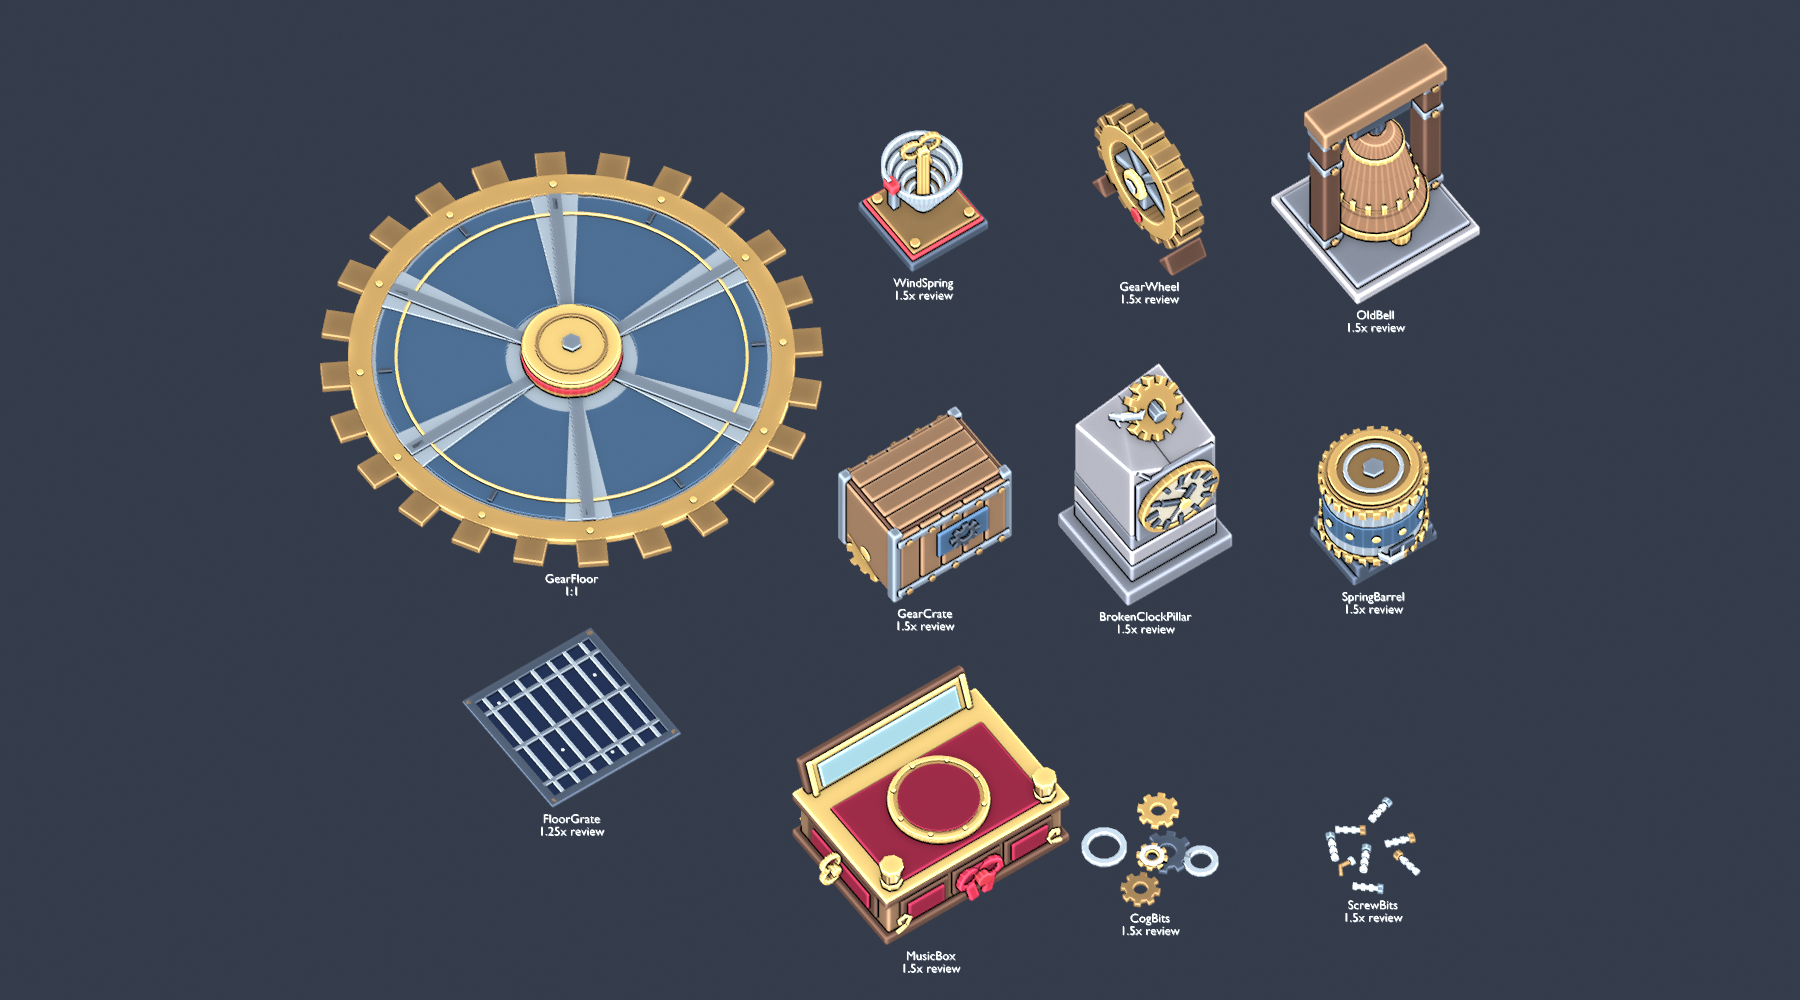 WindSpring
1.5x review
GearWheel
1.5x review
OldBell
1.5x review
GearFloor
1:1
GearCrate
1.5x review
BrokenClockPillar
1.5x review
SpringBarrel
1.5x review
FloorGrate
1.25x review
MusicBox
1.5x review
CogBits
1.5x review
ScrewBits
1.5x review